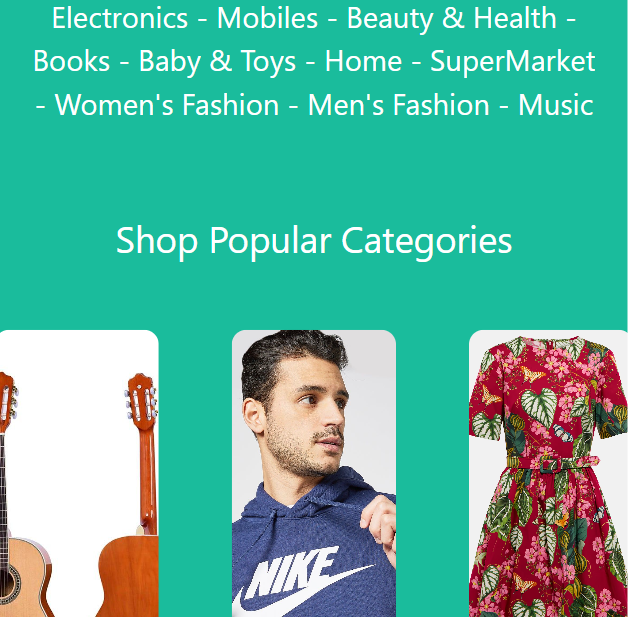 Electronics - Mobiles - Beauty & Health -
Books - Baby & Toys - Home - SuperMarket
- Women's Fashion - Men's Fashion - Music
Shop Popular Categories
NIKE